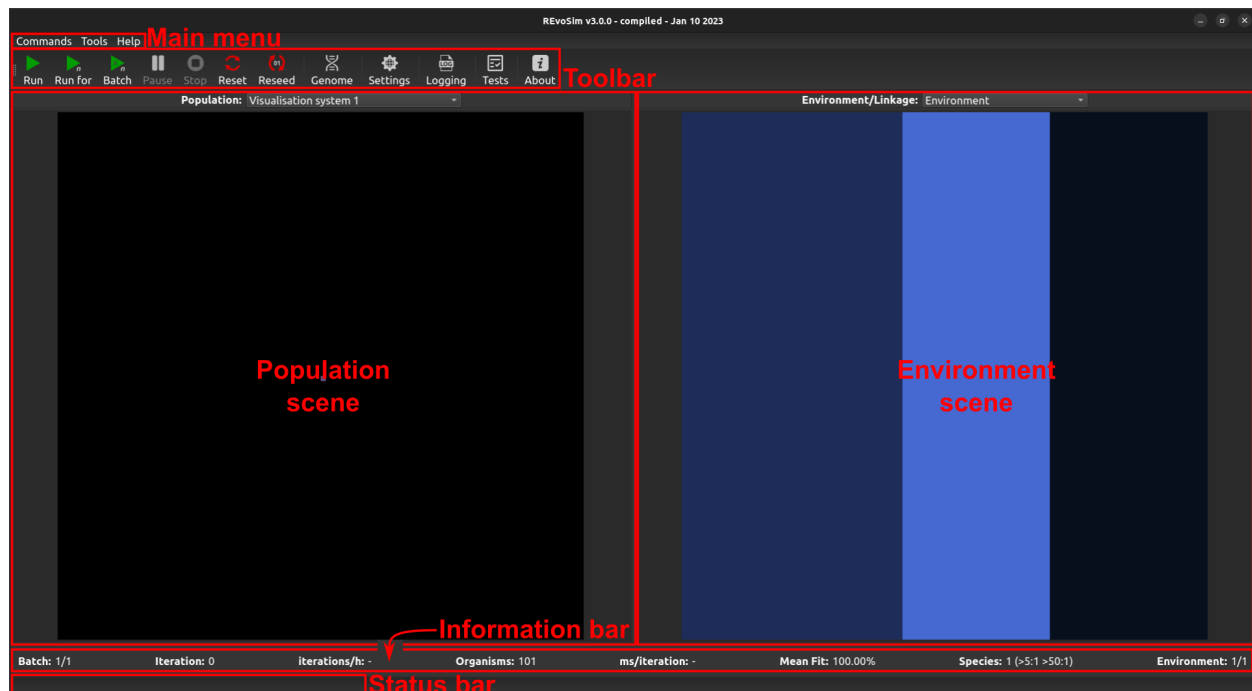 REvoSim v3.0.0 - compiled - Jan 10 2023
Commands Tools Help Main menu
Run Run for Batch Pause Stop Reset Reseed Genome Settings Logging Tests About Toolbar
Population: Visualisation system 1
Environment/Linkage: Environment
Population
scene
Environment
scene
Information bar
Batch: 1/1 Iteration: 0 iterations/h: - Organisms: 101 ms/iteration: - Mean Fit: 100.00% Species: 1 (>5:1 >50:1) Environment: 1/1
Status bar